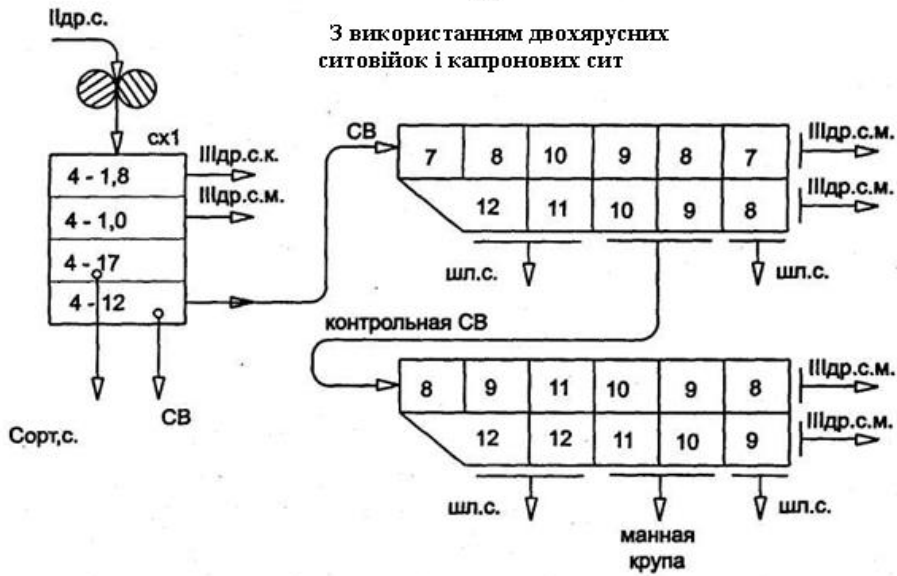 IIдр.с.
З використанням двохярусних
ситовійок і капронових сит
сх1
4 - 1,8
IIIдр.с.к.
4 - 1,0
IIIдр.с.м.
4 - 17
4 - 12
Сорт,с.
СВ
СВ
7 8 10 9 8 7
IIIдр.с.м.
12 11 10 9 8
IIIдр.с.м.
шл.с.
шл.с.
контрольная СВ
8 9 11 10 9 8
IIIдр.с.м.
12 12 11 10 9
IIIдр.с.м.
шл.с.
шл.с.
манная
крупа